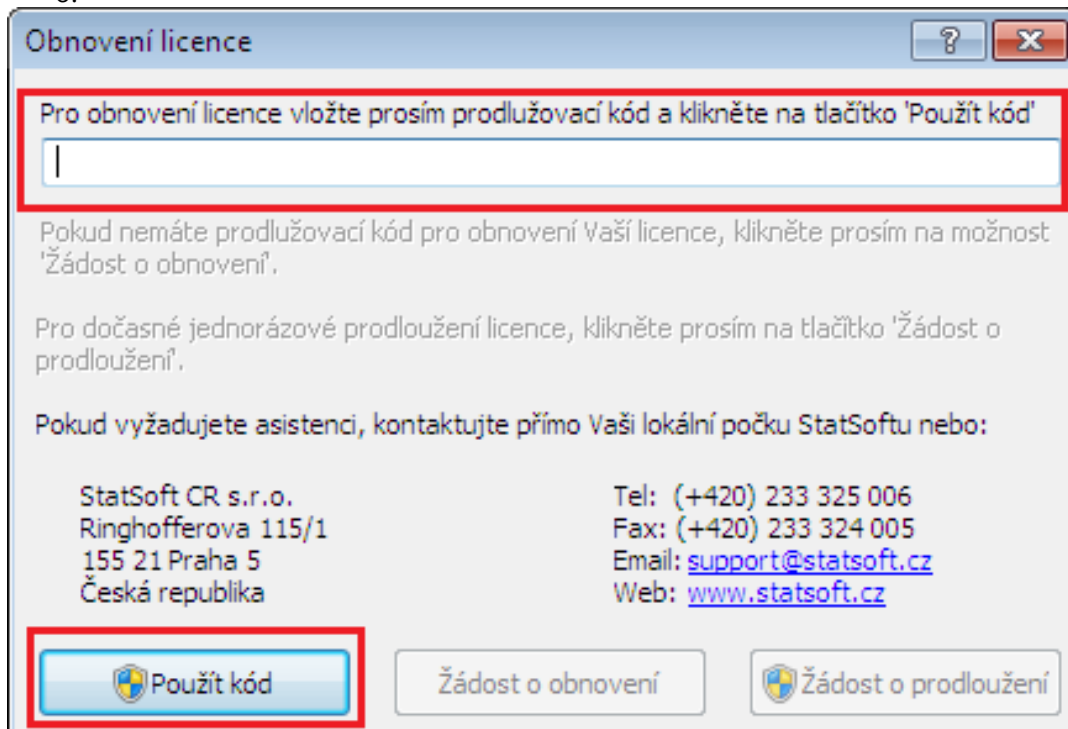 Obnovení licence
Pro obnovení licence vložte prosím prodlužovací kód a klikněte na tlačítko 'Použít kód'
Pokud nemáte prodlužovací kód pro obnovení Vaší licence, klikněte prosím na možnost
'Žádost o obnovení'.
Pro dočasné jednorázové prodloužení licence, klikněte prosím na tlačítko 'Žádost o
prodloužení'.
Pokud vyžadujete asistenci, kontaktujte přímo Vaši lokální počku StatSoftu nebo:
StatSoft CR s.r.o.
Ringhofferova 115/1
155 21 Praha 5
Česká republika
Tel: (+420) 233 325 006
Fax: (+420) 233 324 005
Email: support@statsoft.cz
Web: www.statsoft.cz
Použít kód
Žádost o obnovení
Žádost o prodloužení